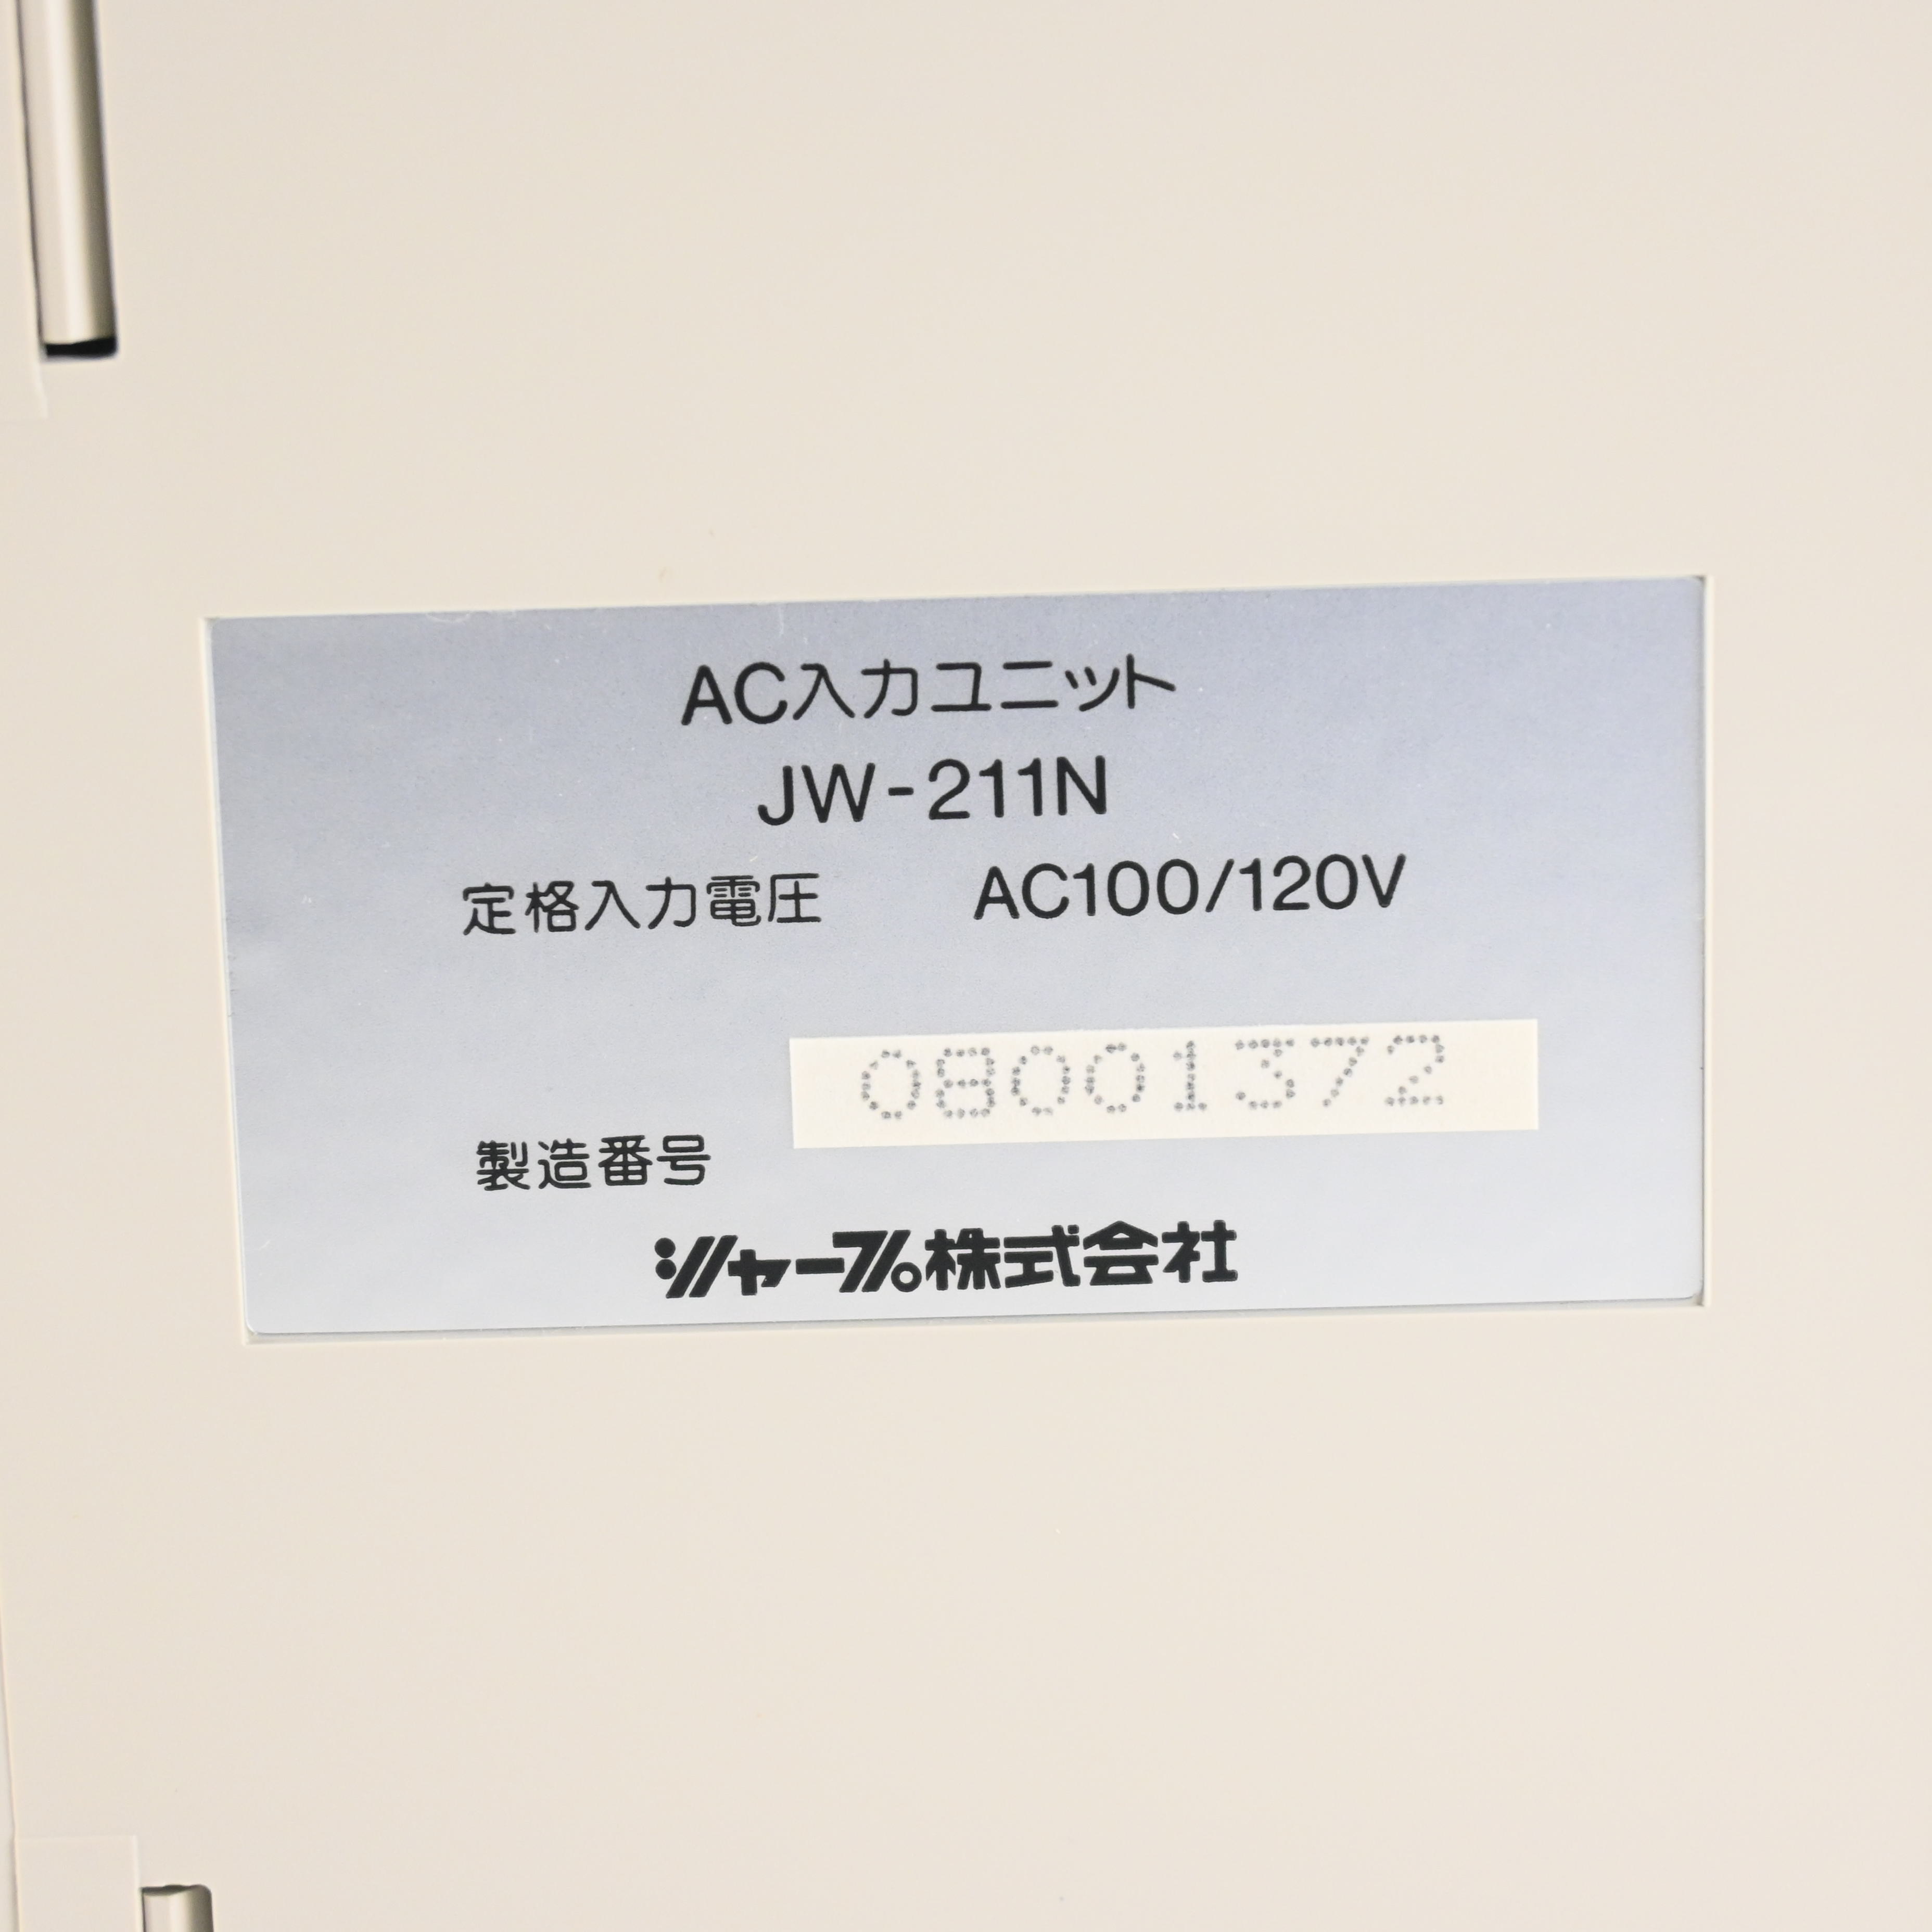 AC入力ユニット
JW-211N
定格入力電圧 AC100/120V
08001372
製造番号
シャープ株式会社